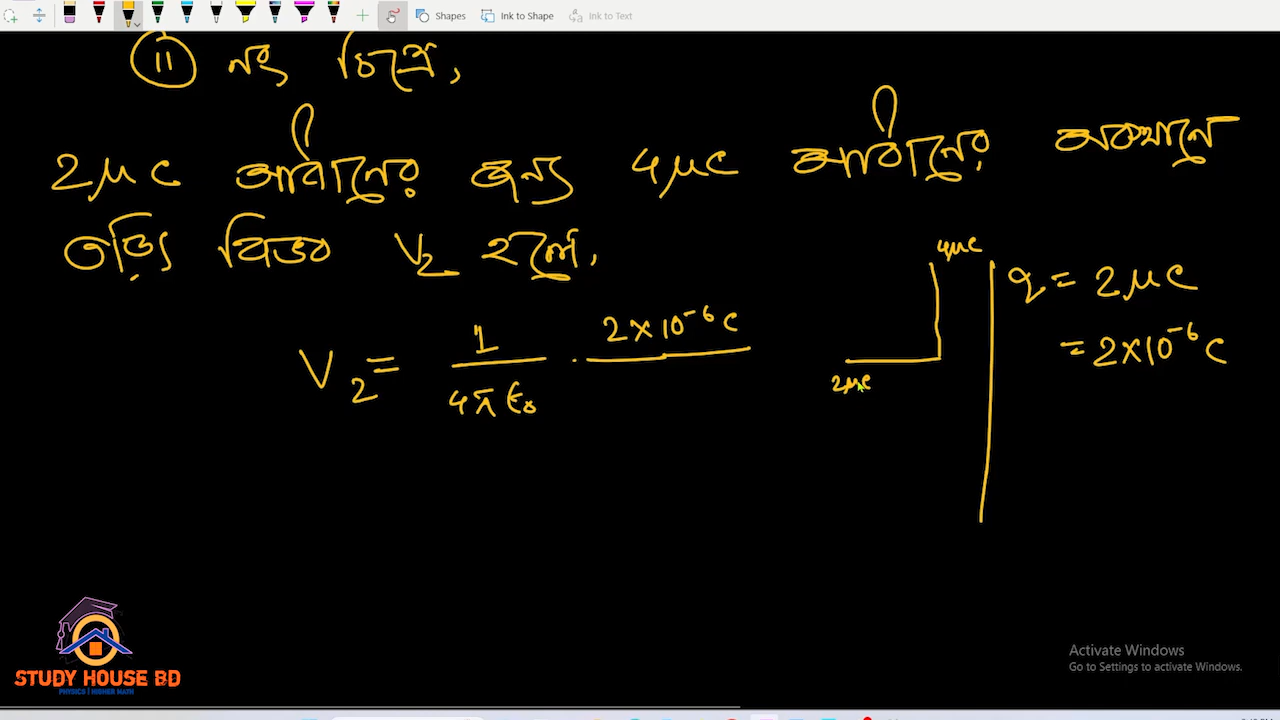 Shapes Ink to Shape Ink to Text
ii নং চিত্রে,
2μC আধানের জন্য 4μC আধানের অবস্থানে
তড়িৎ বিভব V₂ হলে,
4μC
q = 2μC
2×10⁻⁶ C
= 2×10⁻⁶ C
V₂ = 1/4πε₀ ·
2μC
Activate Windows
Go to Settings to activate Windows.
STUDY HOUSE BD
PHYSICS | HIGHER MATH